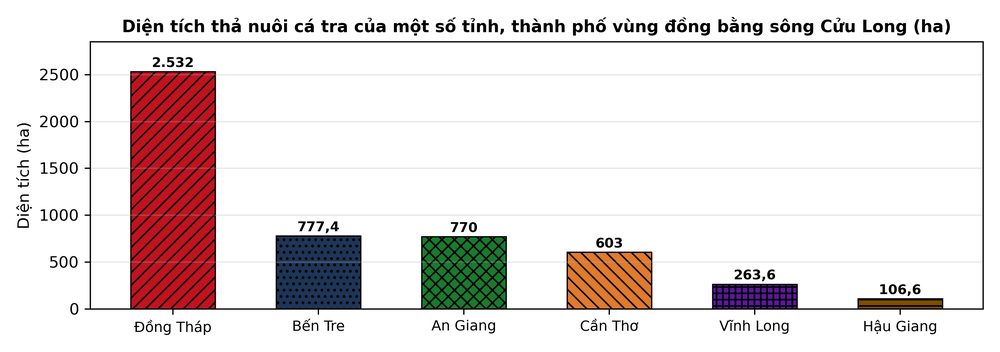 Diện tích thả nuôi cá tra của một số tỉnh, thành phố vùng đồng bằng sông Cửu Long (ha)
Diện tích (ha)
2500
2000
1500
1000
500
0
2.532
777,4
770
603
263,6
106,6
Đồng Tháp
Bến Tre
An Giang
Cần Thơ
Vĩnh Long
Hậu Giang